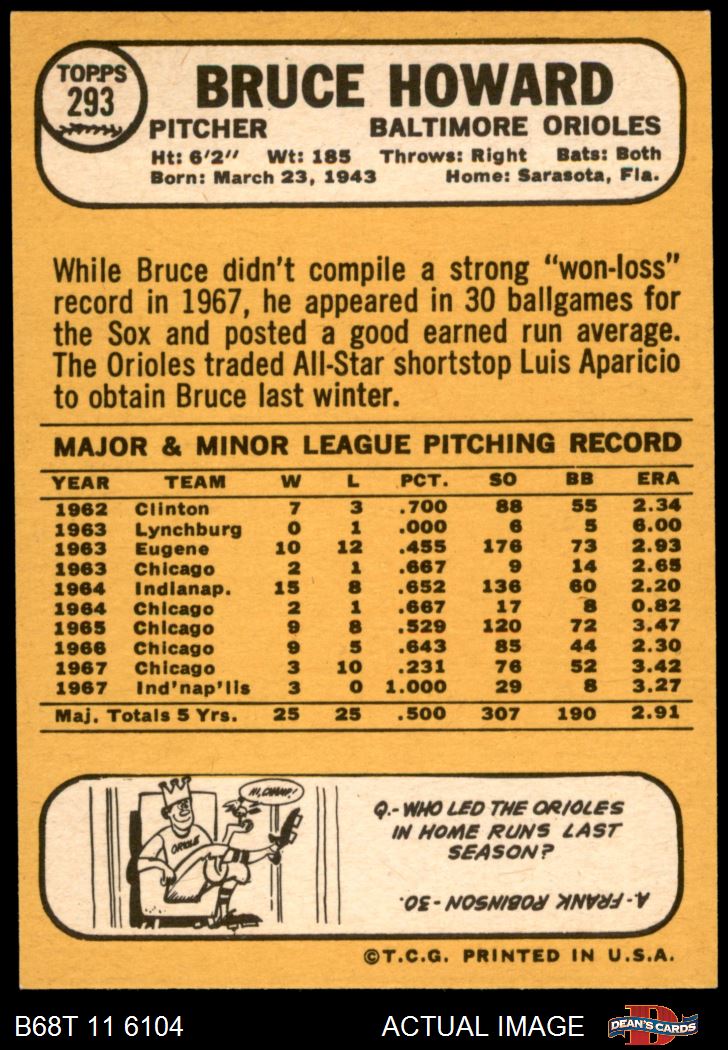 TOPPS
293
BRUCE HOWARD
PITCHER BALTIMORE ORIOLES
Ht: 6'2" Wt: 185 Throws: Right Bats: Both
Born: March 23, 1943 Home: Sarasota, Fla.
While Bruce didn't compile a strong "won-loss"
record in 1967, he appeared in 30 ballgames for
the Sox and posted a good earned run average.
The Orioles traded All-Star shortstop Luis Aparicio
to obtain Bruce last winter.
MAJOR & MINOR LEAGUE PITCHING RECORD
YEAR TEAM W L PCT. SO BB ERA
1962 Clinton 7 3 .700 88 55 2.34
1963 Lynchburg 0 1 .000 6 5 6.00
1963 Eugene 10 12 .455 176 73 2.93
1963 Chicago 2 1 .667 9 14 2.65
1964 Indianap. 15 8 .652 136 60 2.20
1964 Chicago 2 1 .667 17 8 0.82
1965 Chicago 9 8 .529 120 72 3.47
1966 Chicago 9 5 .643 85 44 2.30
1967 Chicago 3 10 .231 76 52 3.42
1967 Ind'nap'lis 3 0 1.000 29 8 3.27
Maj. Totals 5 Yrs. 25 25 .500 307 190 2.91
HI, CHAMP!
ORIOLE
Q.- WHO LED THE ORIOLES
IN HOME RUNS LAST
SEASON?
A.- FRANK ROBINSON - 30.
©T.C.G. PRINTED IN U.S.A.
B68T 11 6104 ACTUAL IMAGE
D
DEAN'S CARDS